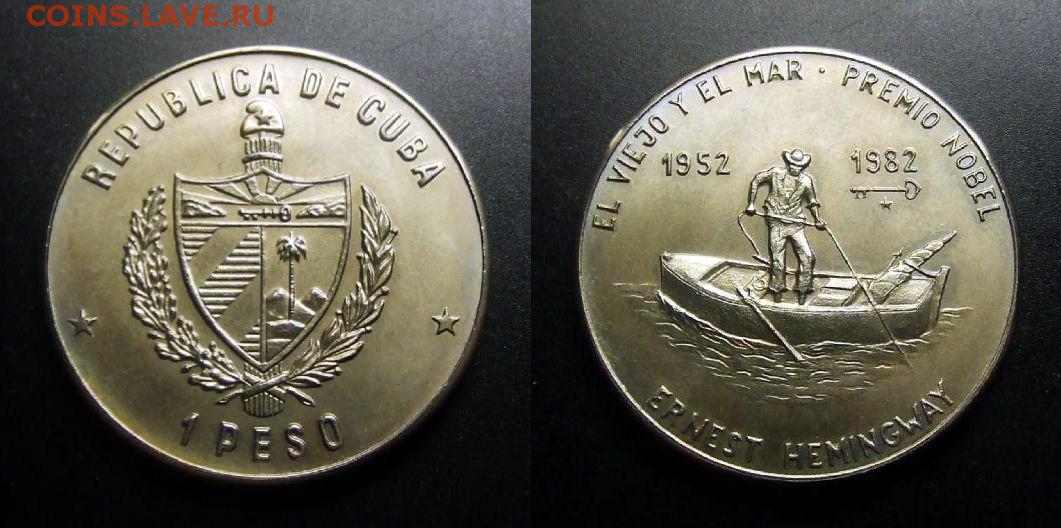 COINS.LAVE.RU
REPUBLICA DE CUBA
1 PESO
EL VIEJO Y EL MAR · PREMIO NOBEL
1952 1982
ERNEST HEMINGWAY